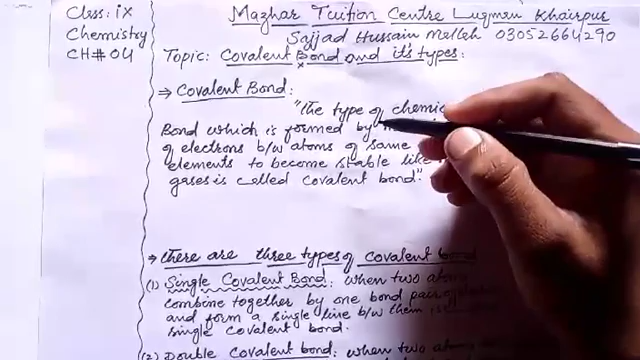 Class: iX
Mazhar Tuition Centre Luqman Khairpur
Chemistry
Sajjad Hussain Melleh 03052664290
CH#04
Topic: Covalent Bond and it's types:
⇒ Covalent Bond:
"The type of chemic
Bond which is formed by
of electrons b/w atoms of same
elements to become stable like
gases is called covalent bond".
⇒ There are three types of covalent bond
(1) Single Covalent Bond: when two atoms
combine together by one bond pair
and form a single line b/w them is
single covalent bond.
(2) Double covalent bond: when two atoms